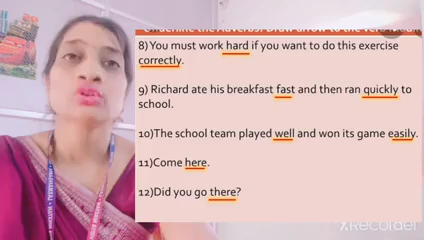 8) You must work hard if you want to do this exercise
correctly.
9) Richard ate his breakfast fast and then ran quickly to
school.
10)The school team played well and won its game easily.
11)Come here.
12)Did you go there?
XRecorder